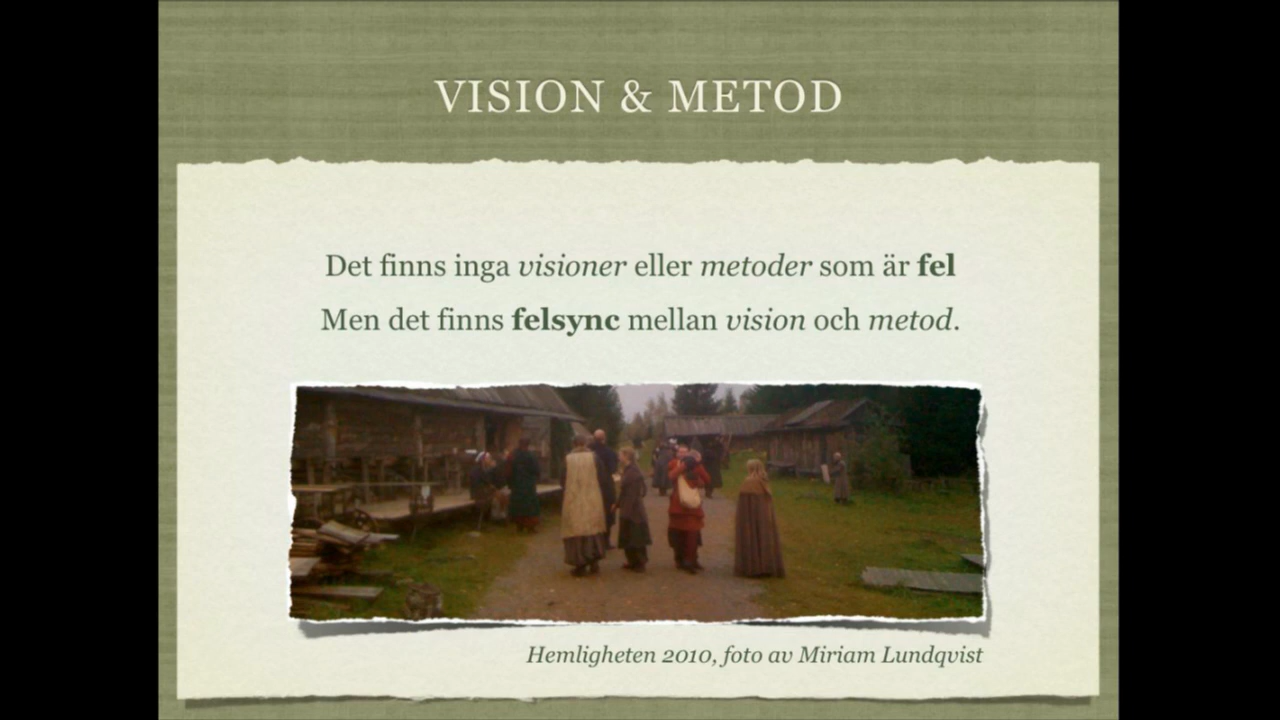 VISION & METOD
Det finns inga visioner eller metoder som är fel
Men det finns felsync mellan vision och metod.
Hemligheten 2010, foto av Miriam Lundqvist